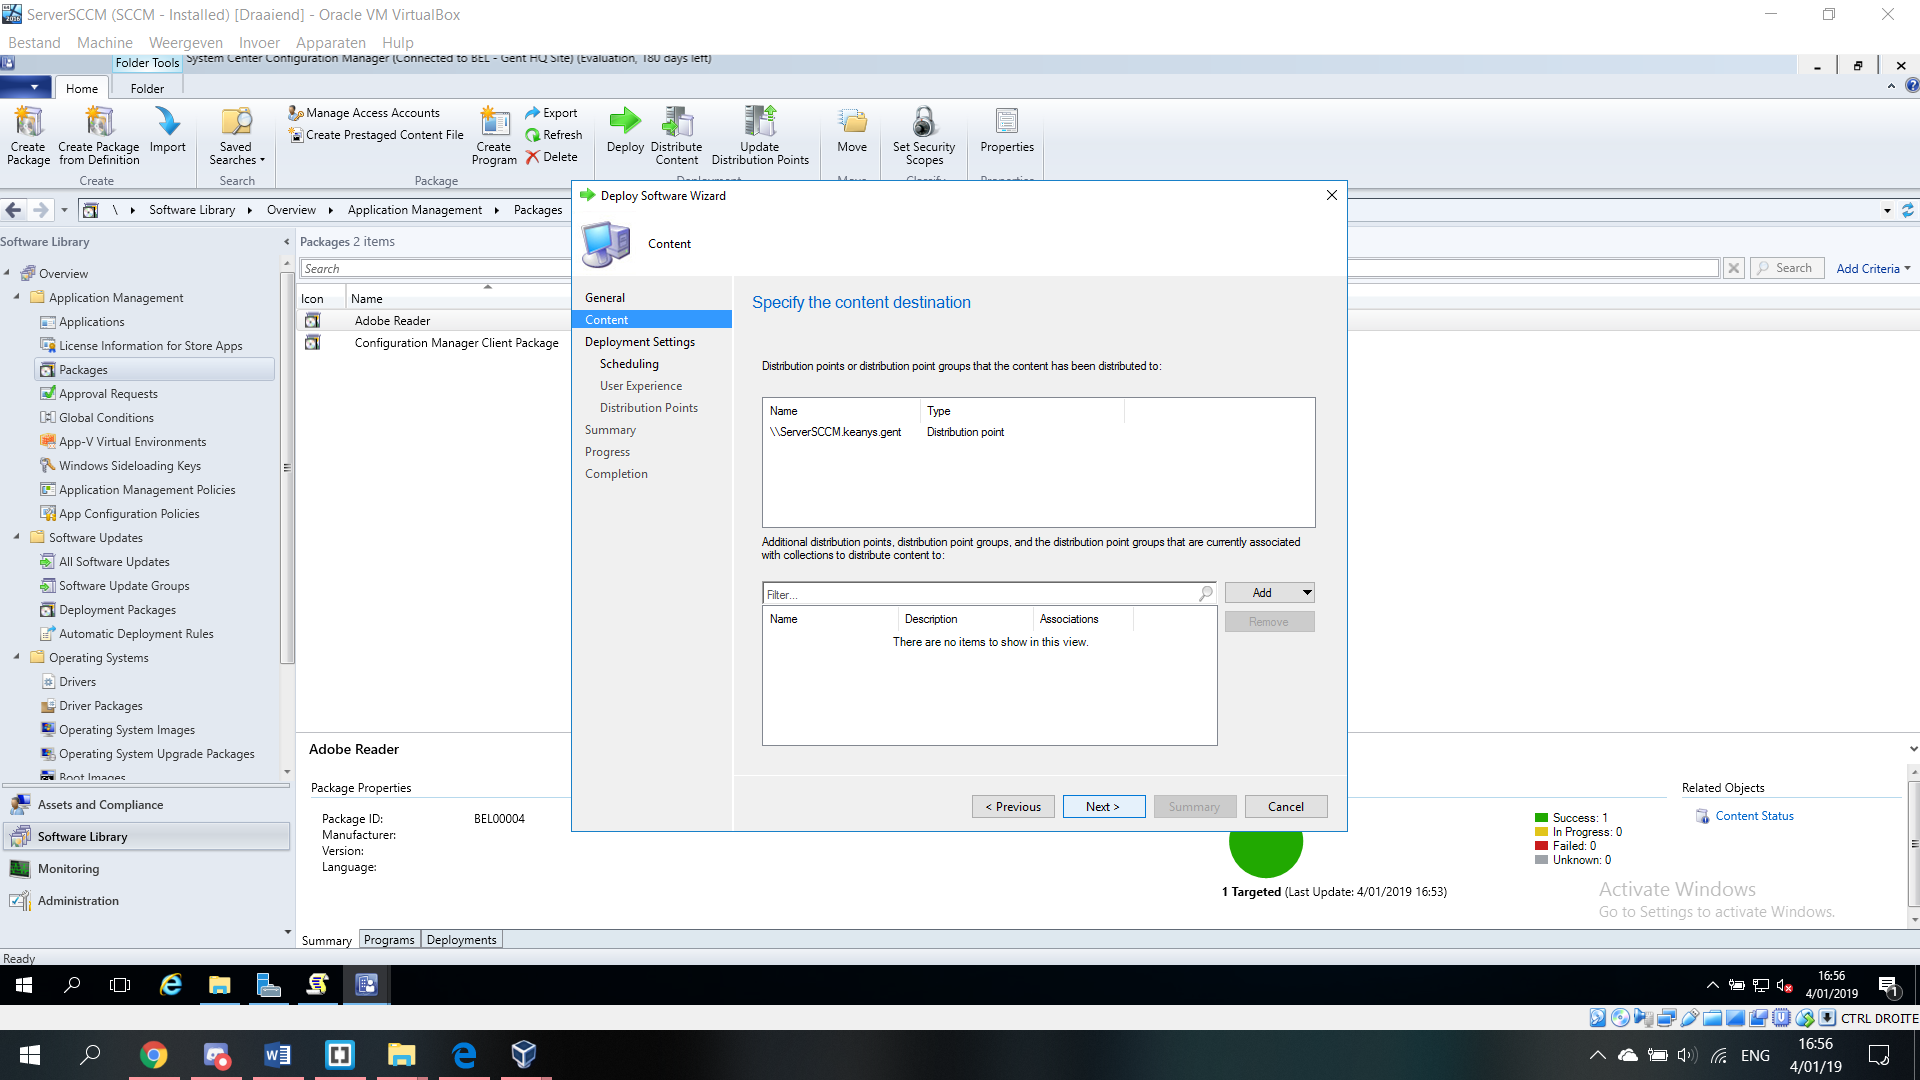 ServerSCCM (SCCM - Installed) [Draaiend] - Oracle VM VirtualBox
Bestand Machine Weergeven Invoer Apparaten Hulp
Folder Tools System Center Configuration Manager (Connected to BEL - Gent HQ Site) (Evaluation, 180 days left)
Home Folder
Create Package
Create Package from Definition
Import
Saved Searches
Manage Access Accounts
Create Prestaged Content File
Create Program
Export
Refresh
Delete
Deploy
Distribute Content
Update Distribution Points
Move
Set Security Scopes
Properties
Create Search Package Deployment Move Classify Properties
\ Software Library Overview Application Management Packages
Software Library
Overview
Application Management
Applications
License Information for Store Apps
Packages
Approval Requests
Global Conditions
App-V Virtual Environments
Windows Sideloading Keys
Application Management Policies
App Configuration Policies
Software Updates
All Software Updates
Software Update Groups
Deployment Packages
Automatic Deployment Rules
Operating Systems
Drivers
Driver Packages
Operating System Images
Operating System Upgrade Packages
Boot Images
Assets and Compliance
Software Library
Monitoring
Administration
Packages 2 items
Search
Search Add Criteria
Icon Name
Adobe Reader
Configuration Manager Client Package
Deploy Software Wizard
Content
General
Content
Deployment Settings
Scheduling
User Experience
Distribution Points
Summary
Progress
Completion
Specify the content destination
Distribution points or distribution point groups that the content has been distributed to:
Name Type
\\ServerSCCM.keanys.gent Distribution point
Additional distribution points, distribution point groups, and the distribution point groups that are currently associated
with collections to distribute content to:
Filter...
Add
Remove
Name Description Associations
There are no items to show in this view.
< Previous Next > Summary Cancel
Adobe Reader
Package Properties
Package ID: BEL00004
Manufacturer:
Version:
Language:
Success: 1
In Progress: 0
Failed: 0
Unknown: 0
1 Targeted (Last Update: 4/01/2019 16:53)
Related Objects
Content Status
Activate Windows
Go to Settings to activate Windows.
Summary Programs Deployments
Ready
16:56
4/01/2019
1
CTRL DROITE
ENG
16:56
4/01/19